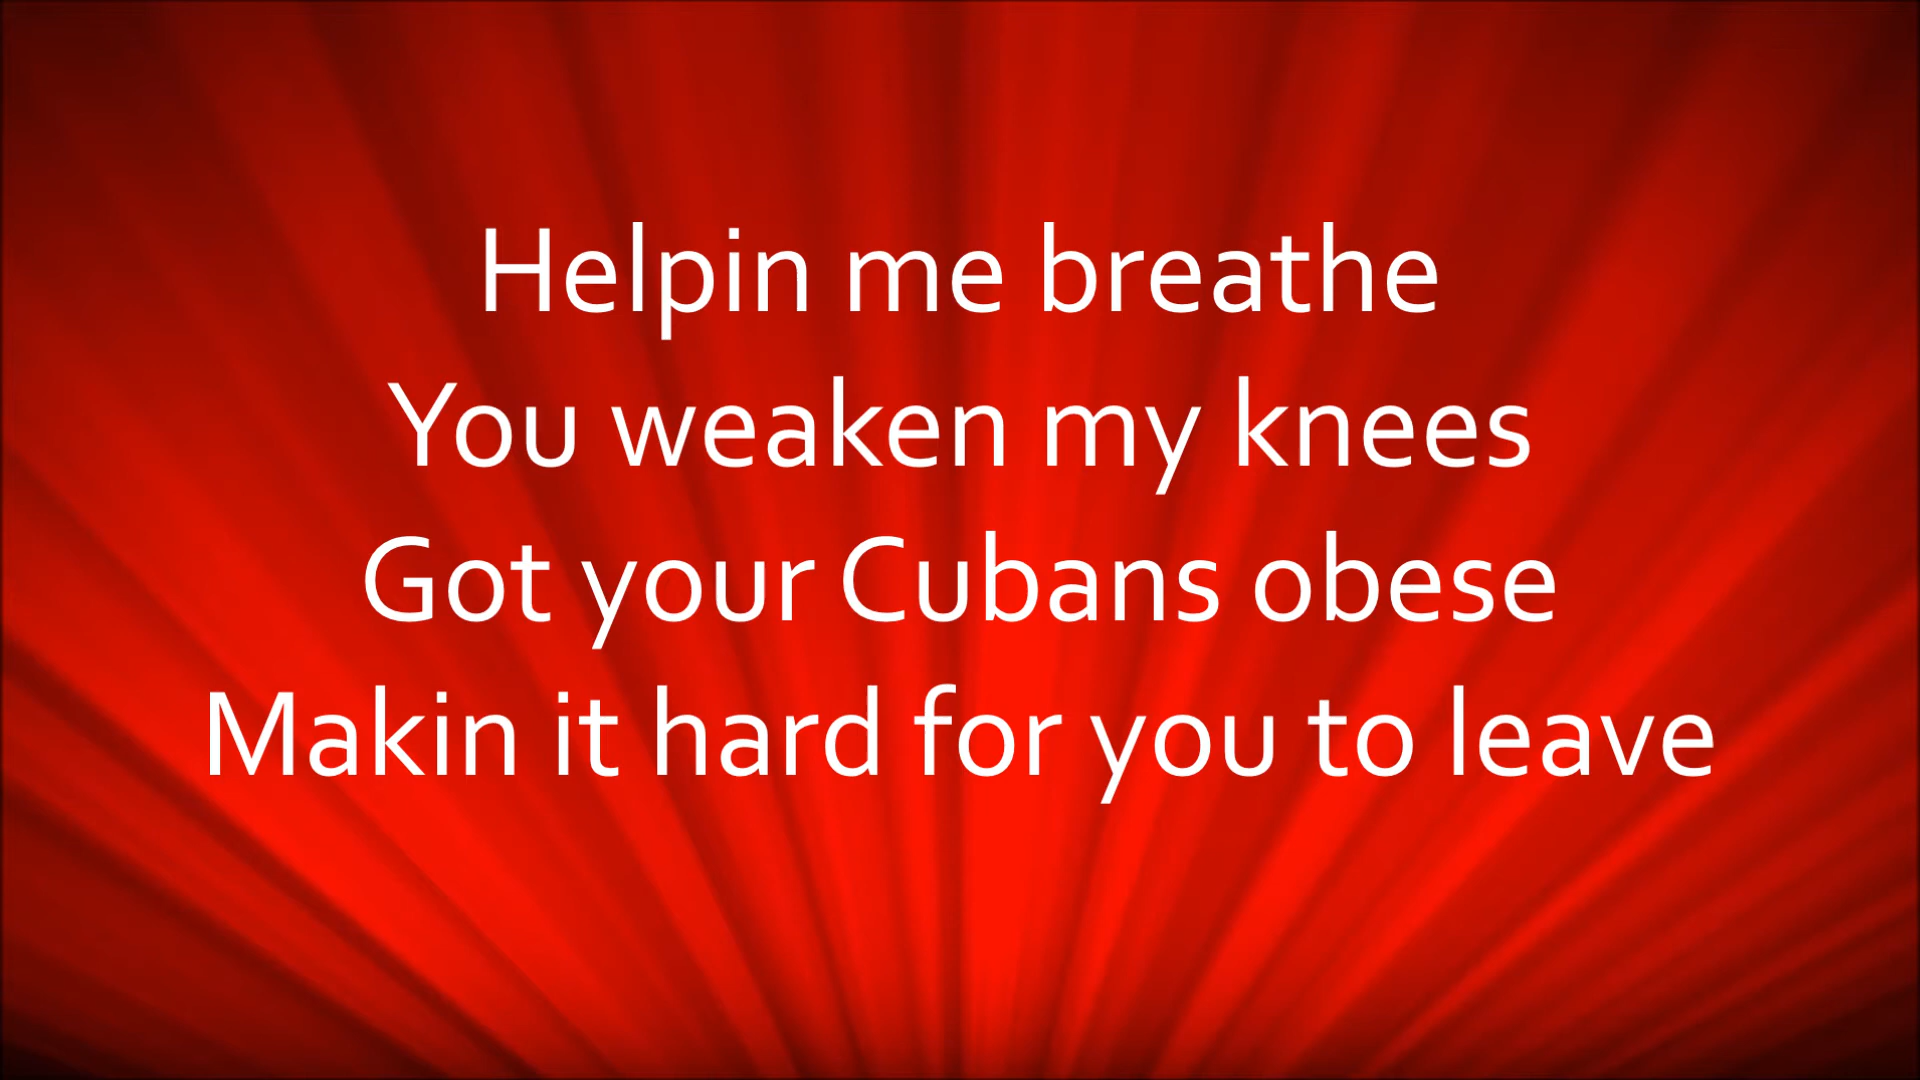 Helpin me breathe
You weaken my knees
Got your Cubans obese
Makin it hard for you to leave